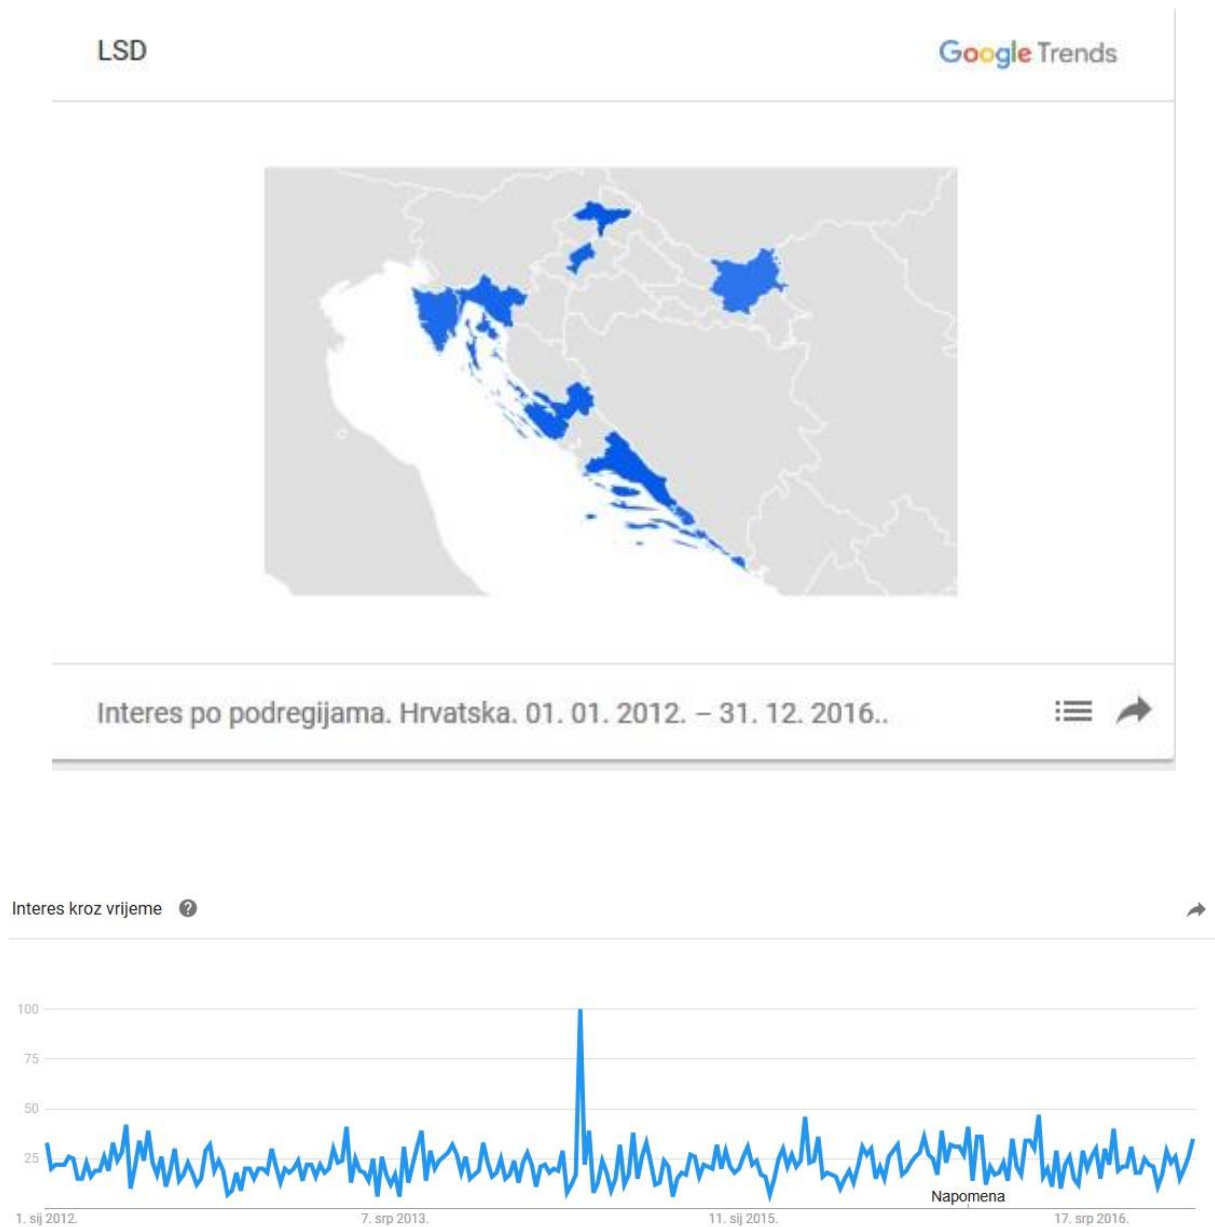 LSD
Google Trends
Interes po podregijama. Hrvatska. 01. 01. 2012. – 31. 12. 2016..
Interes kroz vrijeme ?
100
75
50
25
Napomena
1. sij 2012.
7. srp 2013.
11. sij 2015.
17. srp 2016.